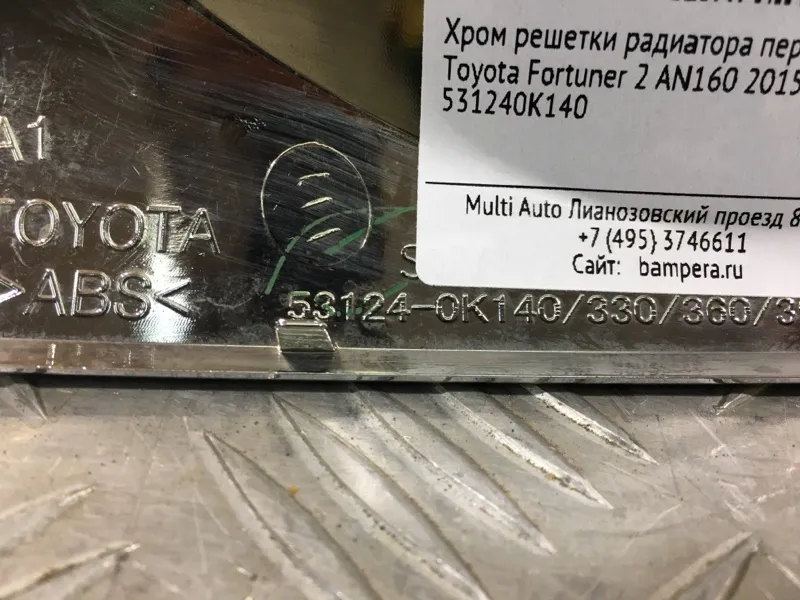 Хром решетки радиатора пер
Toyota Fortuner 2 AN160 2015
531240K140
Multi Auto Лианозовский проезд 8
+7 (495) 3746611
Сайт: bampera.ru
A1
TOYOTA
>ABS<
S
53124-0K140/330/360/3